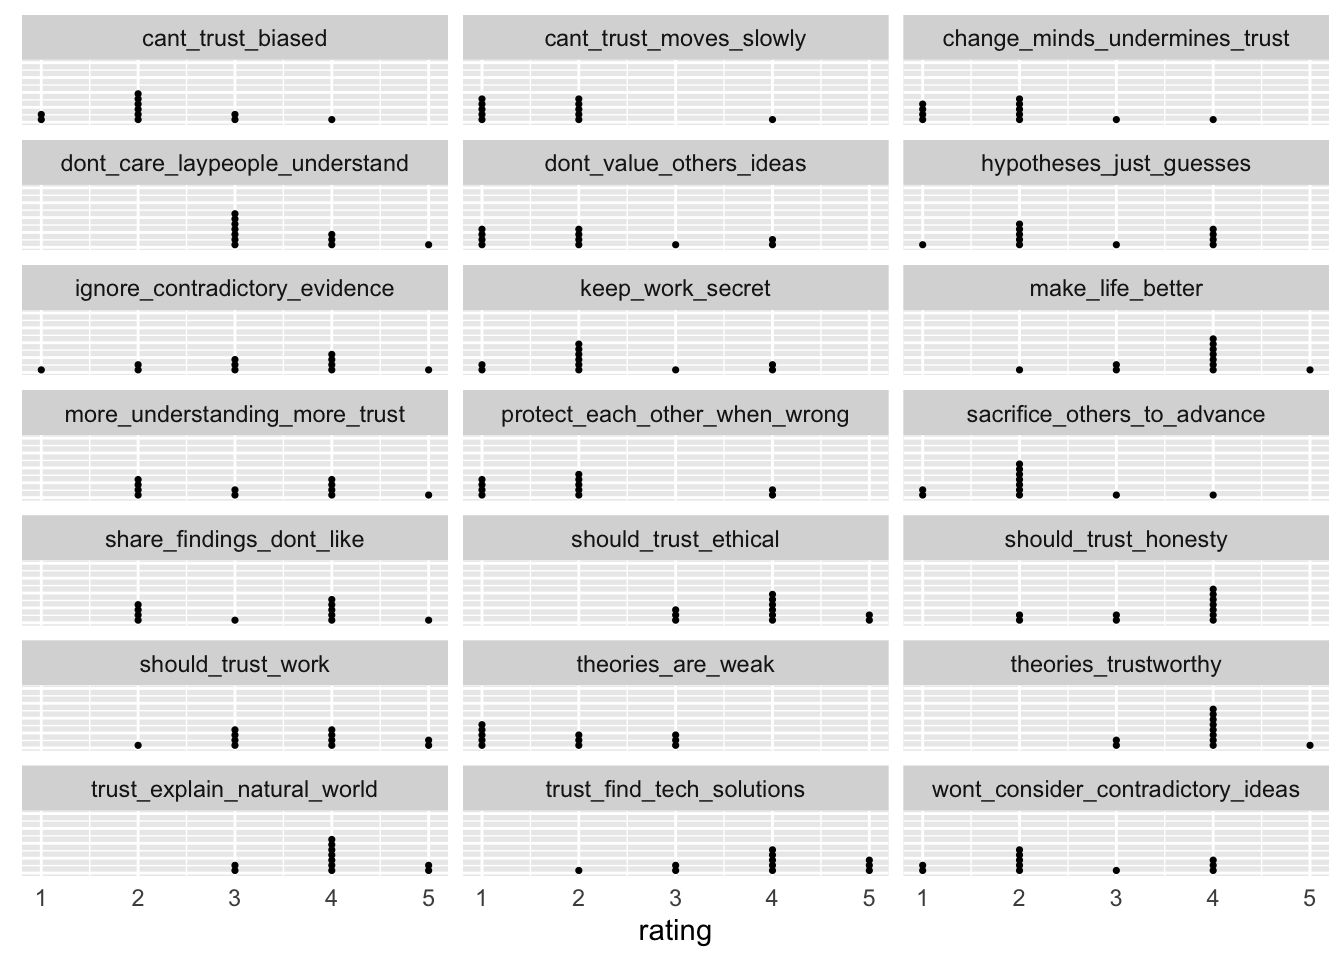 cant_trust_biased
cant_trust_moves_slowly
change_minds_undermines_trust
dont_care_laypeople_understand
dont_value_others_ideas
hypotheses_just_guesses
ignore_contradictory_evidence
keep_work_secret
make_life_better
more_understanding_more_trust
protect_each_other_when_wrong
sacrifice_others_to_advance
share_findings_dont_like
should_trust_ethical
should_trust_honesty
should_trust_work
theories_are_weak
theories_trustworthy
trust_explain_natural_world
trust_find_tech_solutions
wont_consider_contradictory_ideas
1 2 3 4 5
1 2 3 4 5
1 2 3 4 5
rating